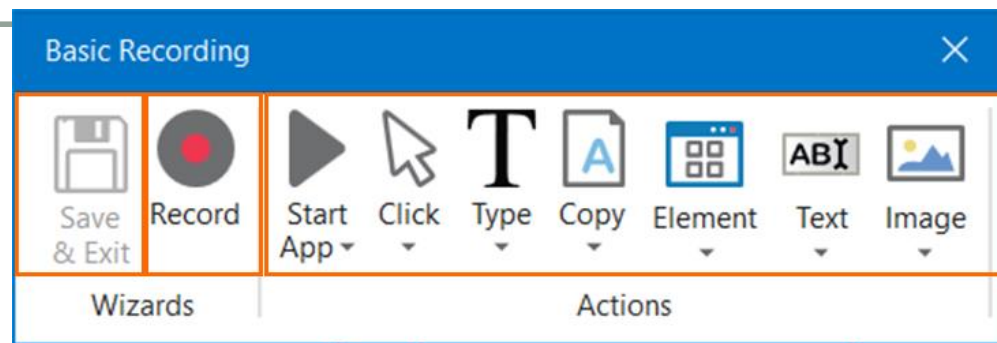 Basic Recording
Save
& Exit
Record
Start
App
Click
Type
Copy
Element
Text
Image
Wizards
Actions